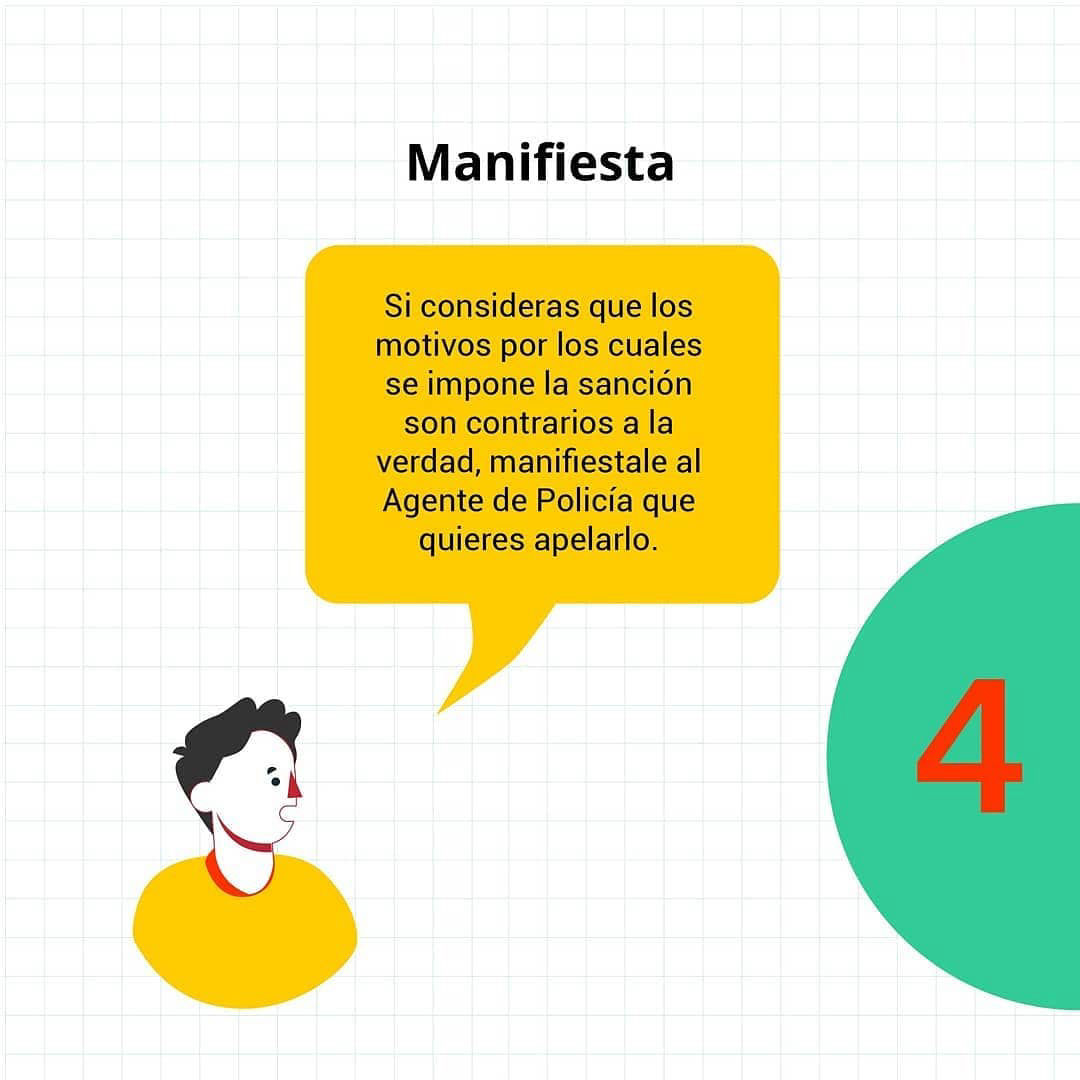 Manifiesta
Si consideras que los
motivos por los cuales
se impone la sanción
son contrarios a la
verdad, manifiestale al
Agente de Policía que
quieres apelarlo.
4